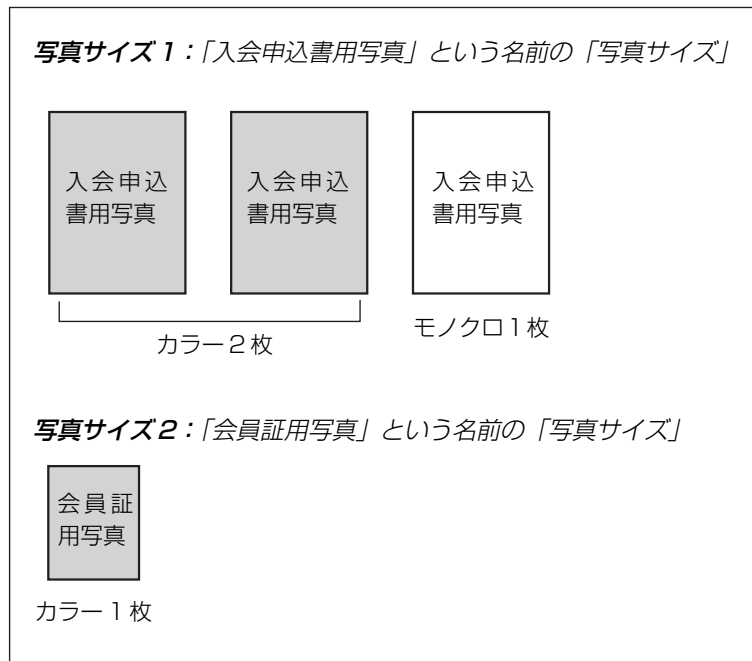 写真サイズ1：「入会申込書用写真」という名前の「写真サイズ」
入会申込
書用写真
入会申込
書用写真
入会申込
書用写真
カラー2枚
モノクロ1枚
写真サイズ2：「会員証用写真」という名前の「写真サイズ」
会員証
用写真
カラー1枚